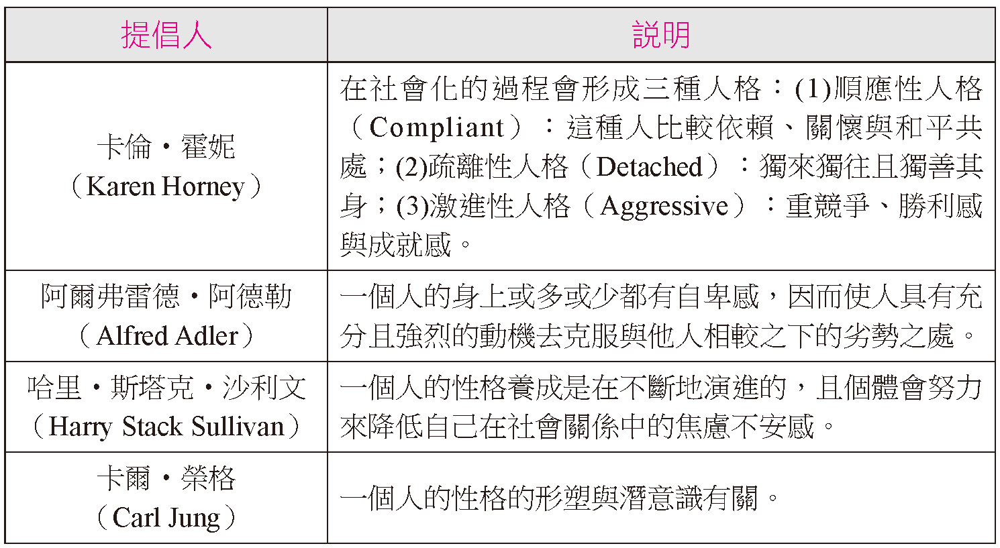 提倡人
說明
卡倫•霍妮
（Karen Horney）
在社會化的過程會形成三種人格：(1)順應性人格
（Compliant）：這種人比較依賴、關懷與和平共
處；(2)疏離性人格（Detached）：獨來獨往且獨善其
身；(3)激進性人格（Aggressive）：重競爭、勝利感
與成就感。
阿爾弗雷德•阿德勒
（Alfred Adler）
一個人的身上或多或少都有自卑感，因而使人具有充
分且強烈的動機去克服與他人相較之下的劣勢之處。
哈里•斯塔克•沙利文
（Harry Stack Sullivan）
一個人的性格養成是在不斷地演進的，且個體會努力
來降低自己在社會關係中的焦慮不安感。
卡爾•榮格
（Carl Jung）
一個人的性格的形塑與潛意識有關。